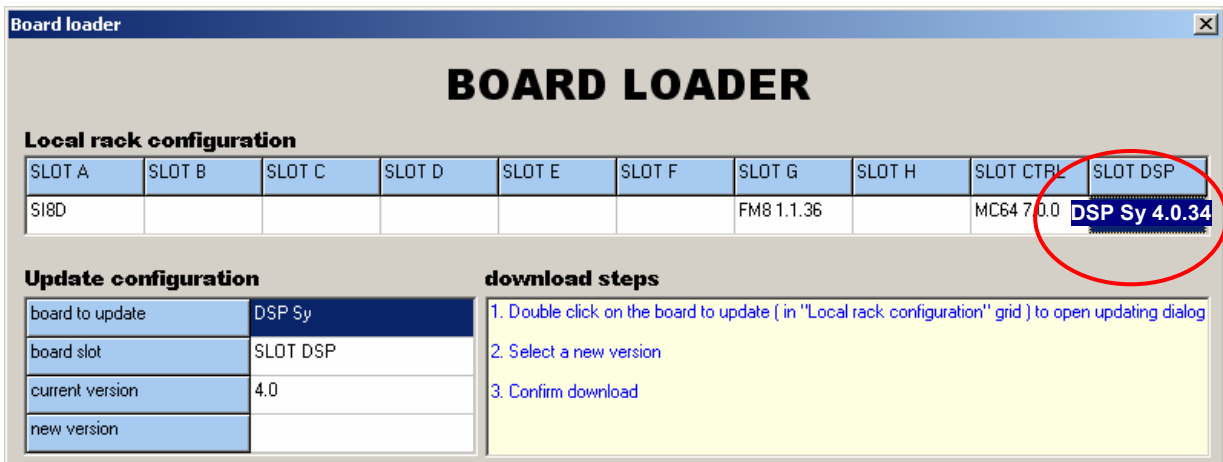 Board loader
BOARD LOADER
Local rack configuration
SLOT A SLOT B SLOT C SLOT D SLOT E SLOT F SLOT G SLOT H SLOT CTRL SLOT DSP
SI8D FM8 1.1.36 MC64 7.0.0 DSP Sy 4.0.34
Update configuration
board to update DSP Sy
board slot SLOT DSP
current version 4.0
new version
download steps
1. Double click on the board to update ( in "Local rack configuration" grid ) to open updating dialog
2. Select a new version
3. Confirm download